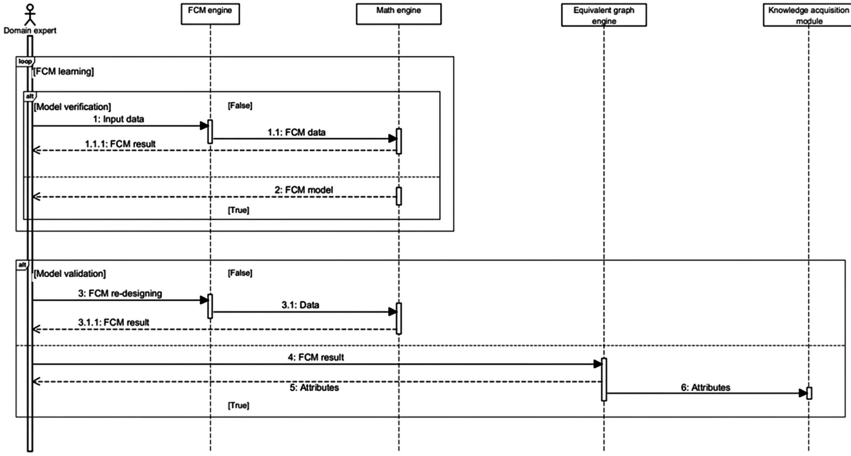 FCM engine
Math engine
Equivalent graph
engine
Knowledge acquisition
module
Domain expert
loop
[FCM learning]
alt
[Model verification]
[False]
1: Input data
1.1: FCM data
1.1.1: FCM result
2: FCM model
[True]
alt
[Model validation]
[False]
3: FCM re-designing
3.1: Data
3.1.1: FCM result
4: FCM result
5: Attributes
6: Attributes
[True]